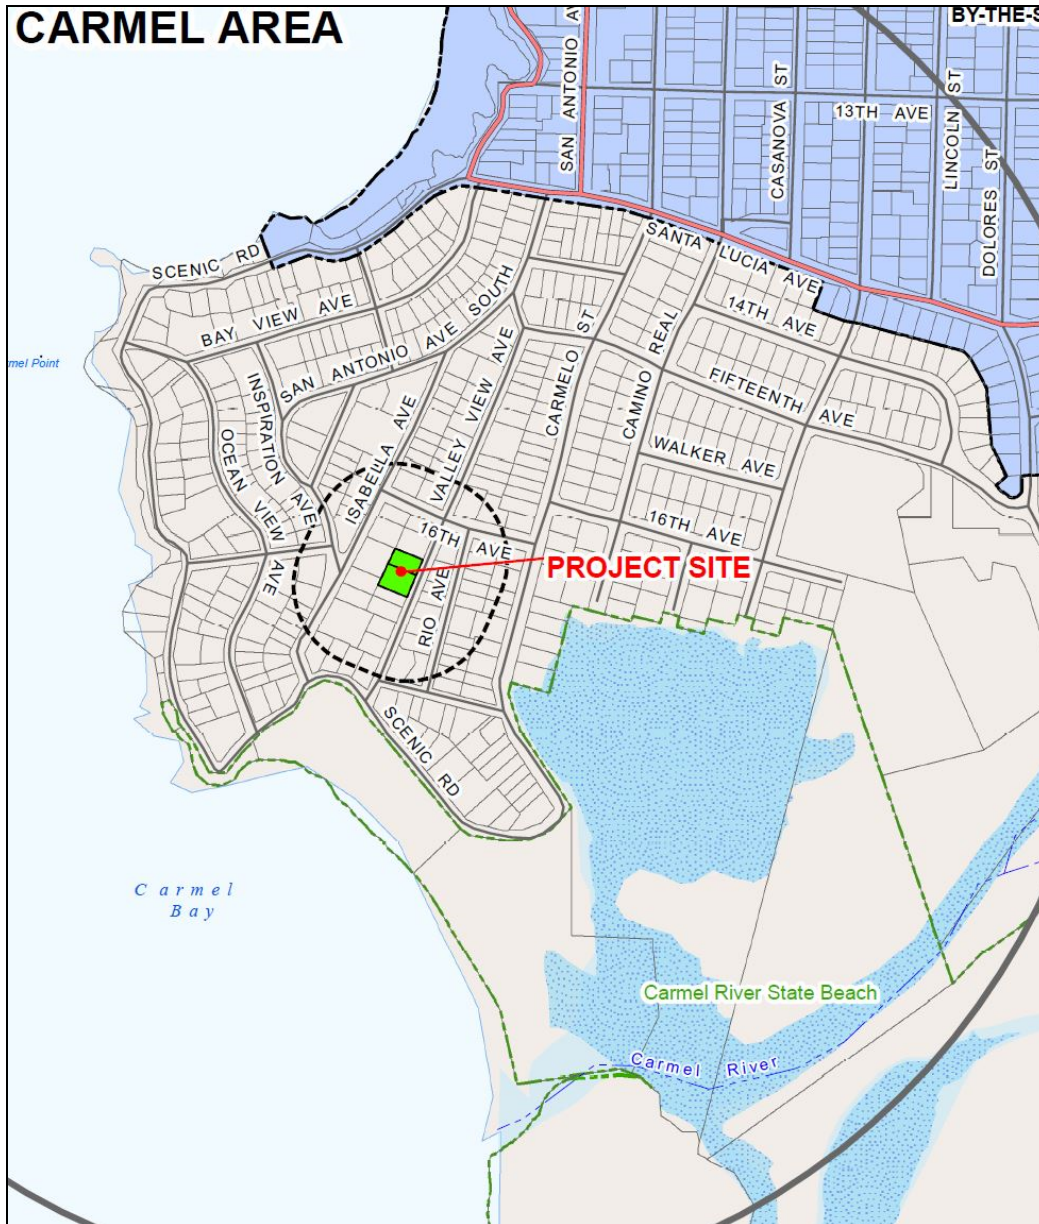 CARMEL AREA
BY-THE-S
SAN ANTONIO AV
CASANOVA ST
13TH AVE
LINCOLN ST
DOLORES ST
SCENIC RD
SANTA LUCIA AVE
BAY VIEW AVE
SAN ANTONIO AVE SOUTH
14TH AVE
mel Point
INSPIRATION AVE
OCEAN VIEW AVE
ISABELLA AVE
VALLEY VIEW AVE
CARMELO ST
CAMINO REAL
FIFTEENTH AVE
WALKER AVE
16TH AVE
16TH AVE
PROJECT SITE
RIO AVE
SCENIC RD
Carmel
Bay
Carmel River State Beach
Carmel River